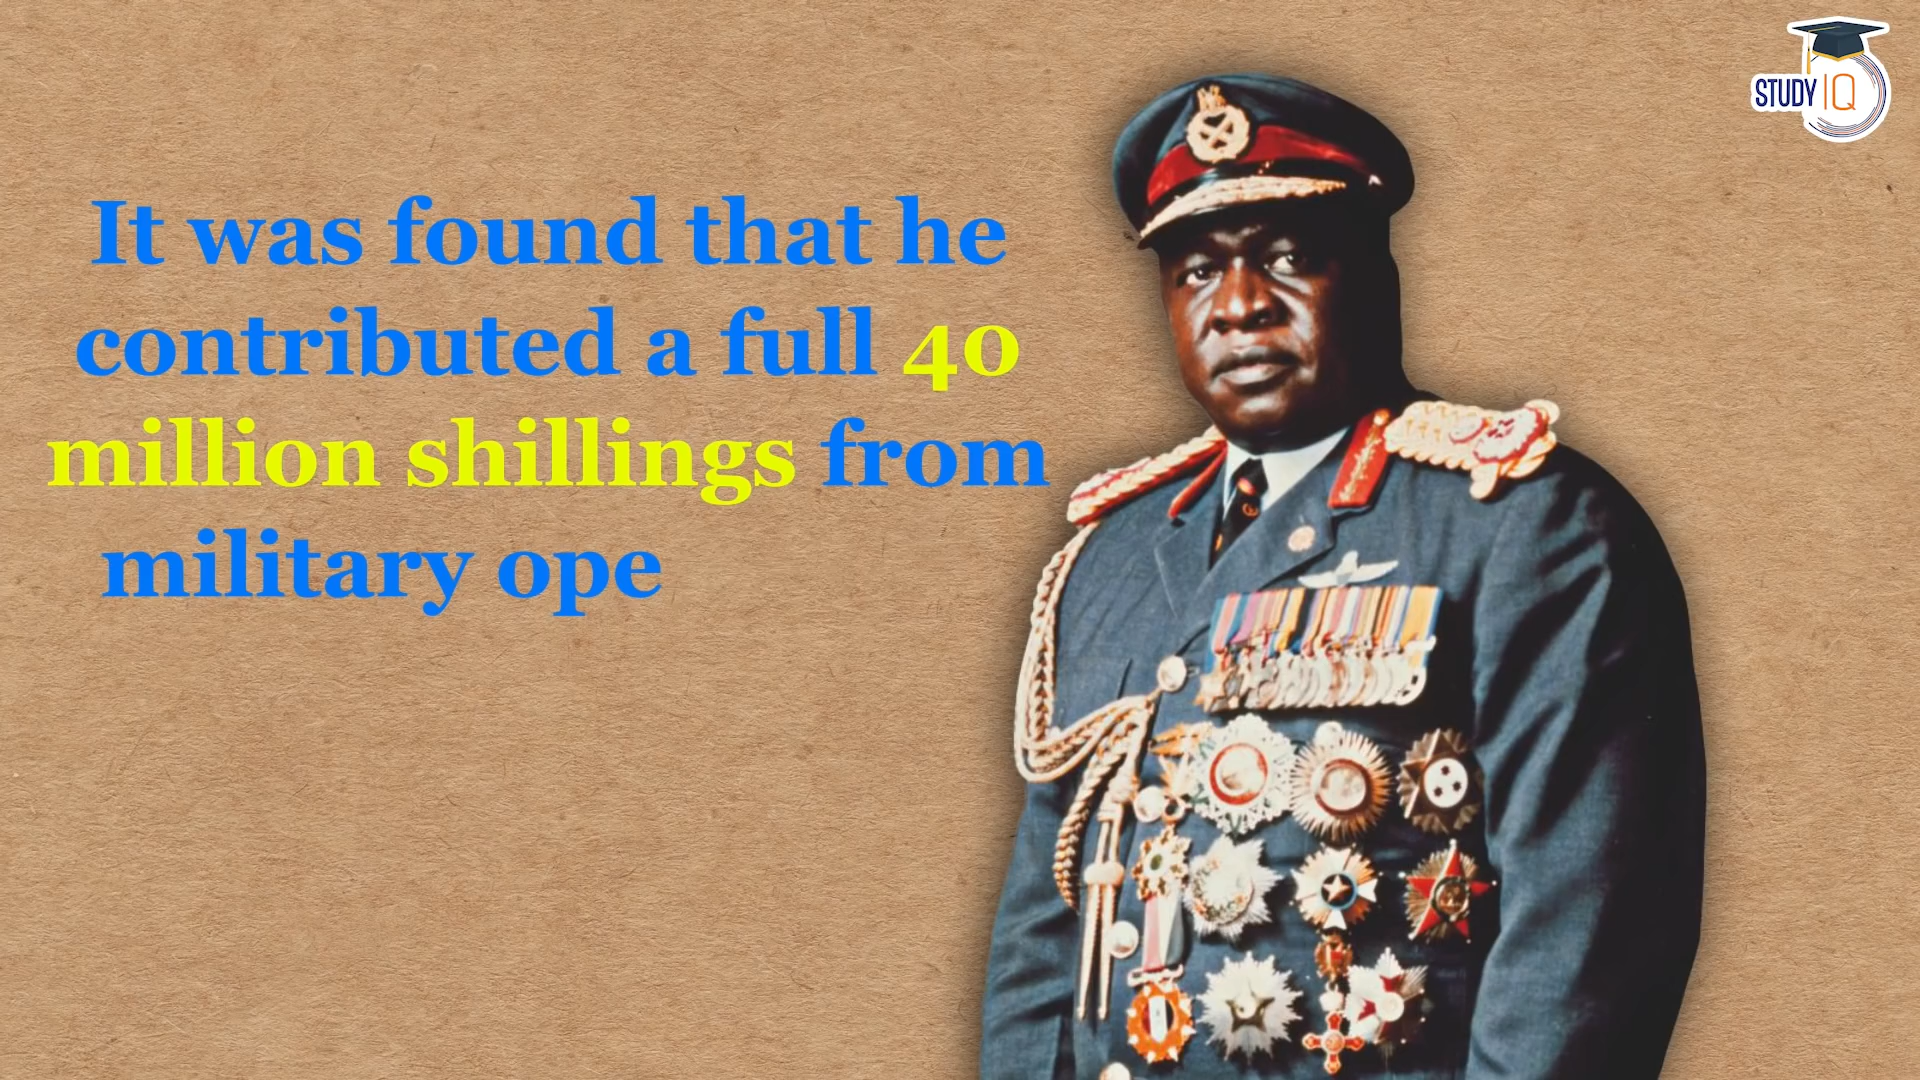 STUDY IQ
It was found that he
contributed a full 40
million shillings from
military ope